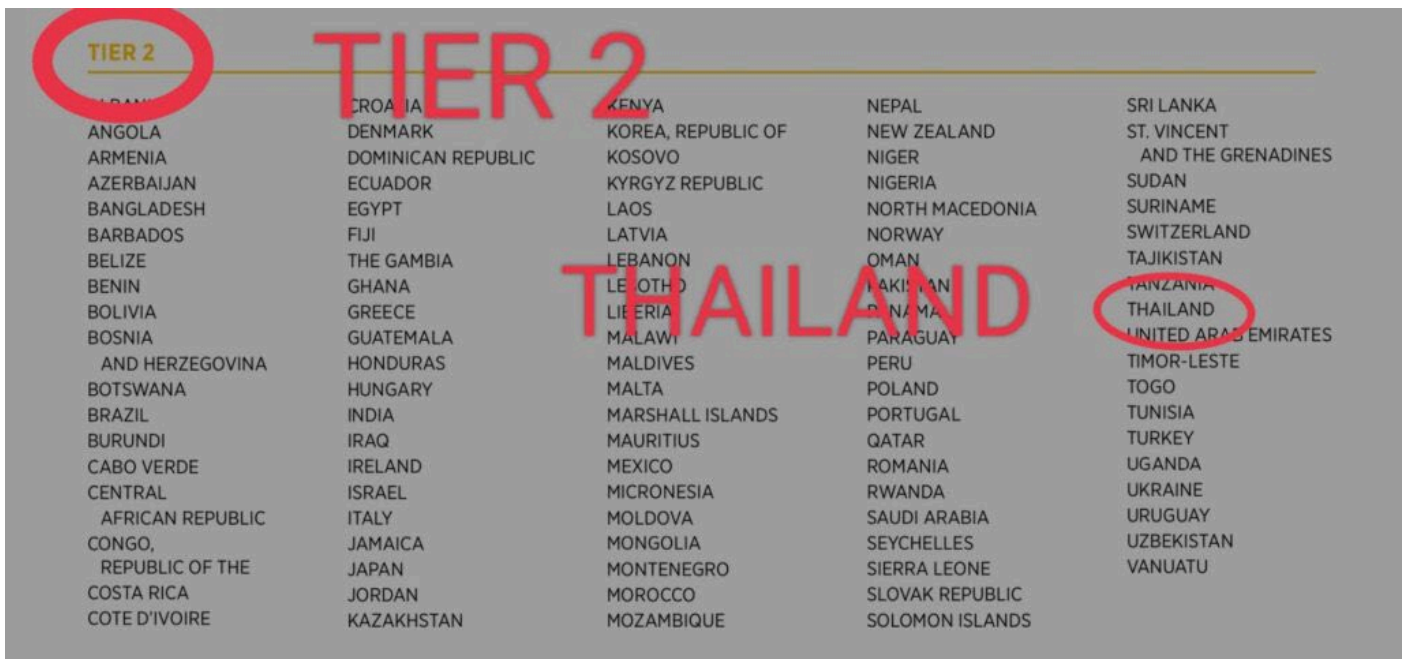 TIER 2
TIER 2
ALBANIA
ANGOLA
ARMENIA
AZERBAIJAN
BANGLADESH
BARBADOS
BELIZE
BENIN
BOLIVIA
BOSNIA
AND HERZEGOVINA
BOTSWANA
BRAZIL
BURUNDI
CABO VERDE
CENTRAL
AFRICAN REPUBLIC
CONGO,
REPUBLIC OF THE
COSTA RICA
COTE D'IVOIRE
CROATIA
DENMARK
DOMINICAN REPUBLIC
ECUADOR
EGYPT
FIJI
THE GAMBIA
GHANA
GREECE
GUATEMALA
HONDURAS
HUNGARY
INDIA
IRAQ
IRELAND
ISRAEL
ITALY
JAMAICA
JAPAN
JORDAN
KAZAKHSTAN
KENYA
KOREA, REPUBLIC OF
KOSOVO
KYRGYZ REPUBLIC
LAOS
LATVIA
LEBANON
LESOTHO
LIBERIA
MALAWI
MALDIVES
MALTA
MARSHALL ISLANDS
MAURITIUS
MEXICO
MICRONESIA
MOLDOVA
MONGOLIA
MONTENEGRO
MOROCCO
MOZAMBIQUE
THAILAND
NEPAL
NEW ZEALAND
NIGER
NIGERIA
NORTH MACEDONIA
NORWAY
OMAN
PAKISTAN
PANAMA
PARAGUAY
PERU
POLAND
PORTUGAL
QATAR
ROMANIA
RWANDA
SAUDI ARABIA
SEYCHELLES
SIERRA LEONE
SLOVAK REPUBLIC
SOLOMON ISLANDS
SRI LANKA
ST. VINCENT
AND THE GRENADINES
SUDAN
SURINAME
SWITZERLAND
TAJIKISTAN
TANZANIA
THAILAND
UNITED ARAB EMIRATES
TIMOR-LESTE
TOGO
TUNISIA
TURKEY
UGANDA
UKRAINE
URUGUAY
UZBEKISTAN
VANUATU